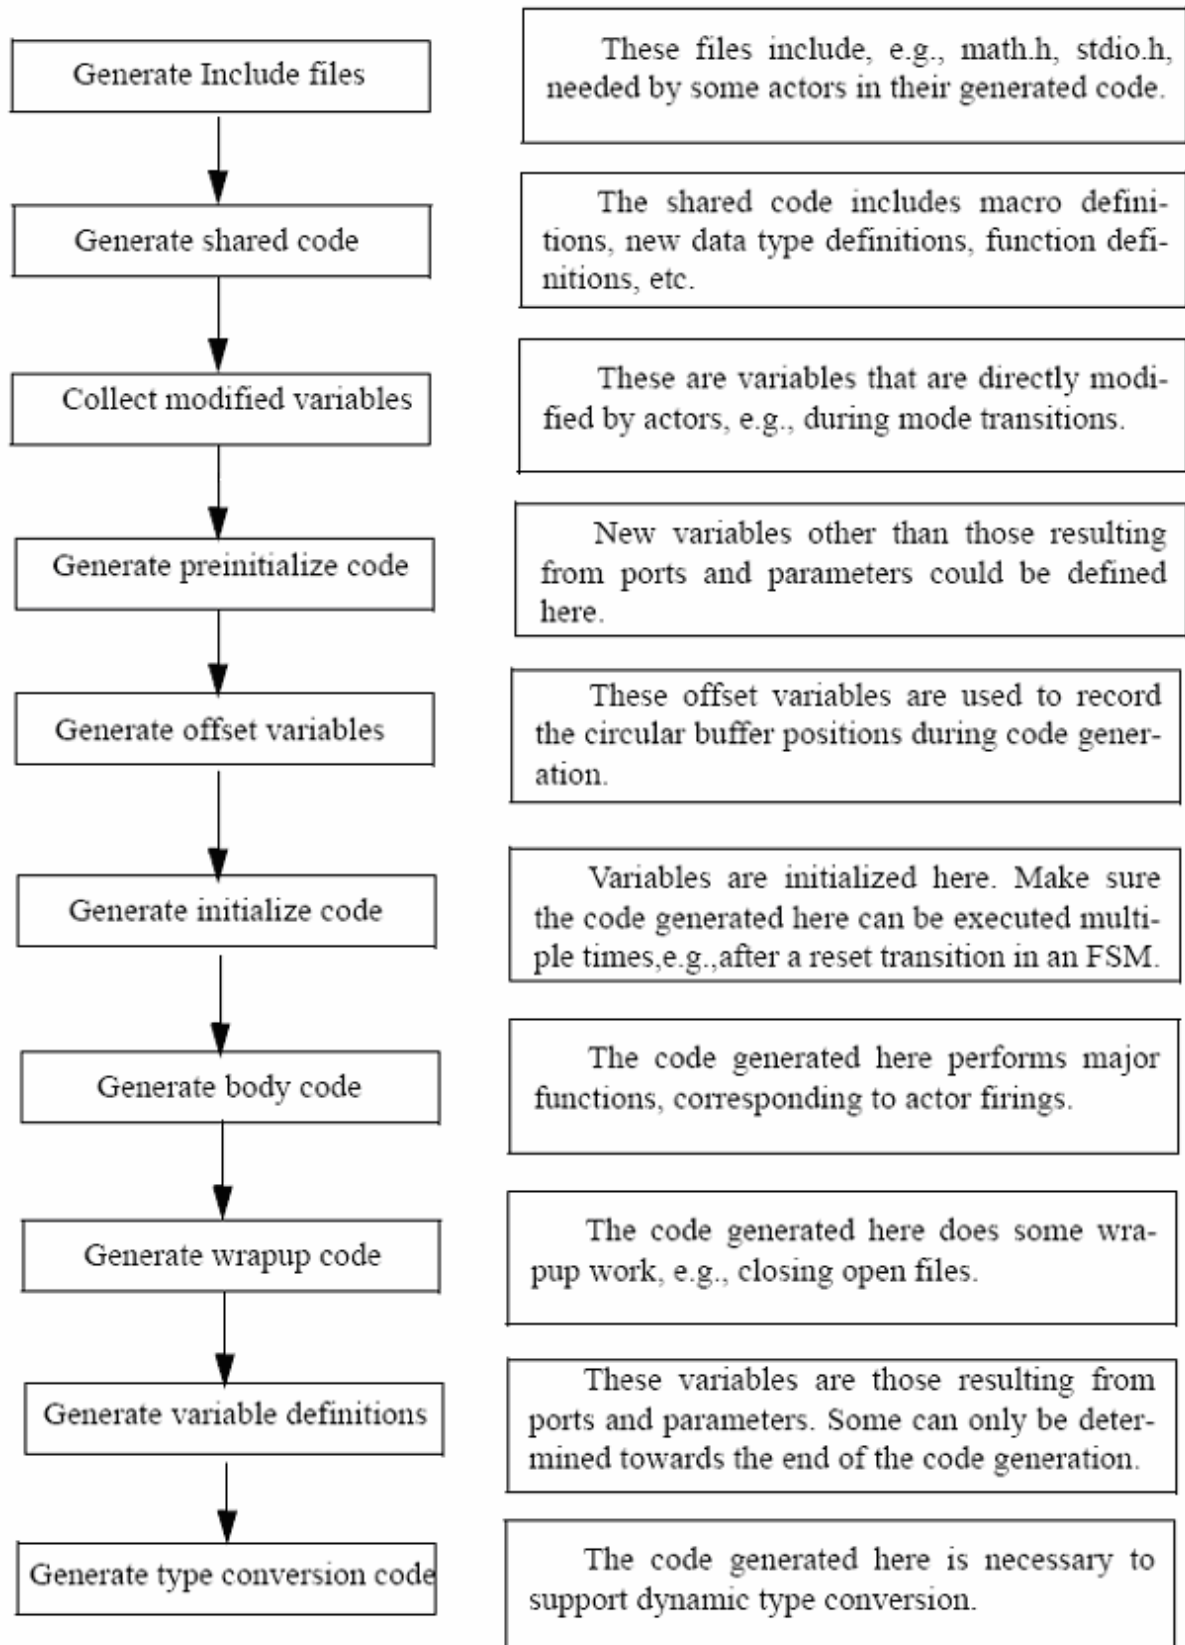 Generate Include files
These files include, e.g., math.h, stdio.h,
needed by some actors in their generated code.
Generate shared code
The shared code includes macro defini-
tions, new data type definitions, function defi-
nitions, etc.
Collect modified variables
These are variables that are directly modi-
fied by actors, e.g., during mode transitions.
Generate preinitialize code
New variables other than those resulting
from ports and parameters could be defined
here.
Generate offset variables
These offset variables are used to record
the circular buffer positions during code gener-
ation.
Generate initialize code
Variables are initialized here. Make sure
the code generated here can be executed multi-
ple times,e.g.,after a reset transition in an FSM.
Generate body code
The code generated here performs major
functions, corresponding to actor firings.
Generate wrapup code
The code generated here does some wra-
pup work, e.g., closing open files.
Generate variable definitions
These variables are those resulting from
ports and parameters. Some can only be deter-
mined towards the end of the code generation.
Generate type conversion code
The code generated here is necessary to
support dynamic type conversion.